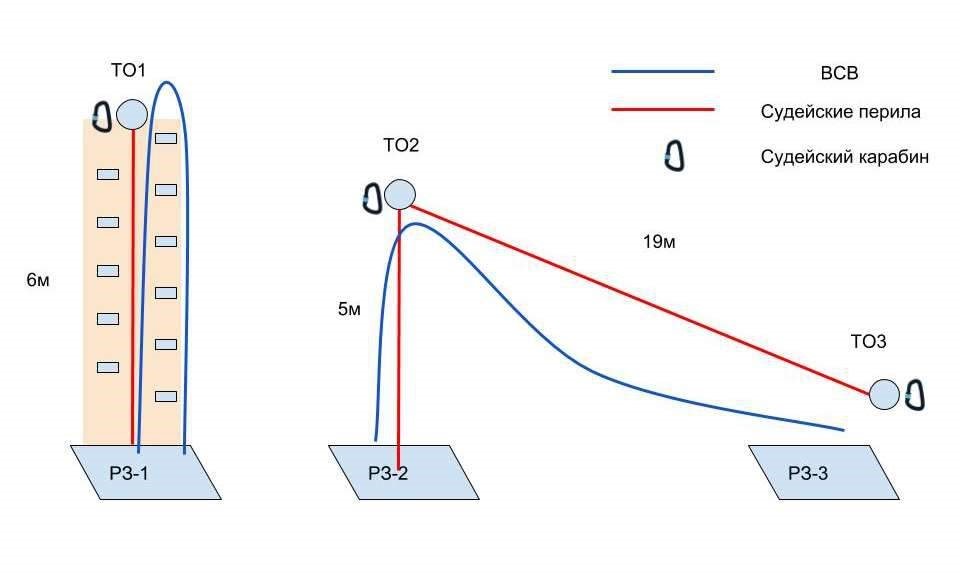 ТО1
ВСВ
Судейские перила
ТО2
Судейский карабин
19м
6м
5м
ТО3
РЗ-1
РЗ-2
РЗ-3